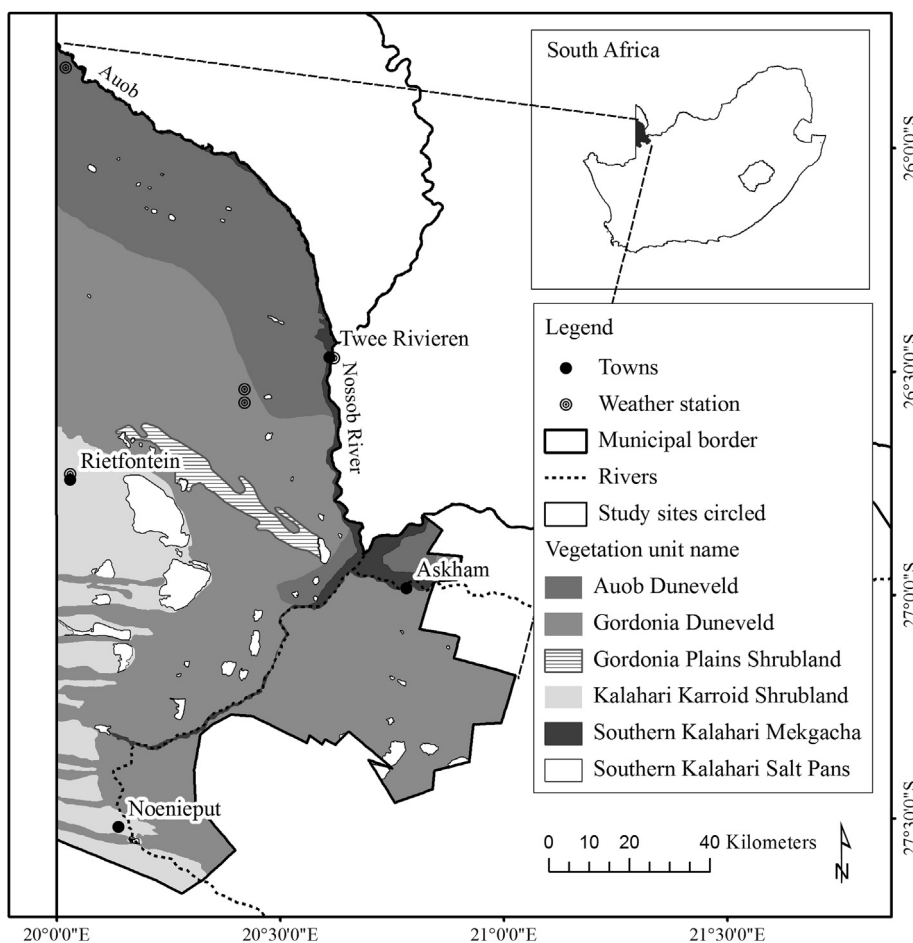 South Africa
Auob
26°0'0"S
Twee Rivieren
Nossob River
26°30'0"S
Rietfontein
Askham
27°0'0"S
Noenieput
27°30'0"S
Legend
Towns
Weather station
Municipal border
Rivers
Study sites circled
Vegetation unit name
Auob Duneveld
Gordonia Duneveld
Gordonia Plains Shrubland
Kalahari Karroid Shrubland
Southern Kalahari Mekgacha
Southern Kalahari Salt Pans
0 10 20 40 Kilometers
N
20°0'0"E 20°30'0"E 21°0'0"E 21°30'0"E